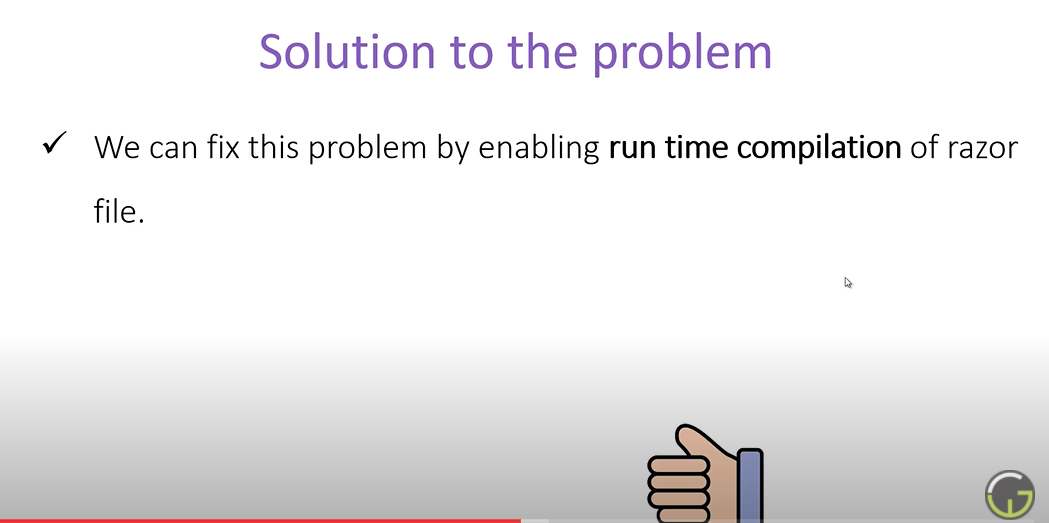 Solution to the problem
✓ We can fix this problem by enabling run time compilation of razor
file.